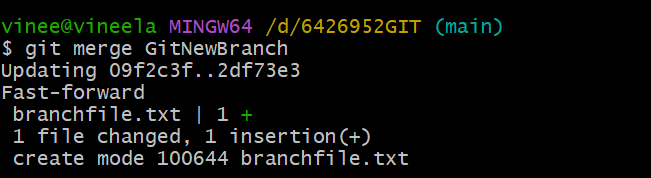 vinee@vineela MINGW64 /d/6426952GIT (main)
$ git merge GitNewBranch
Updating 09f2c3f..2df73e3
Fast-forward
 branchfile.txt | 1 +
 1 file changed, 1 insertion(+)
 create mode 100644 branchfile.txt